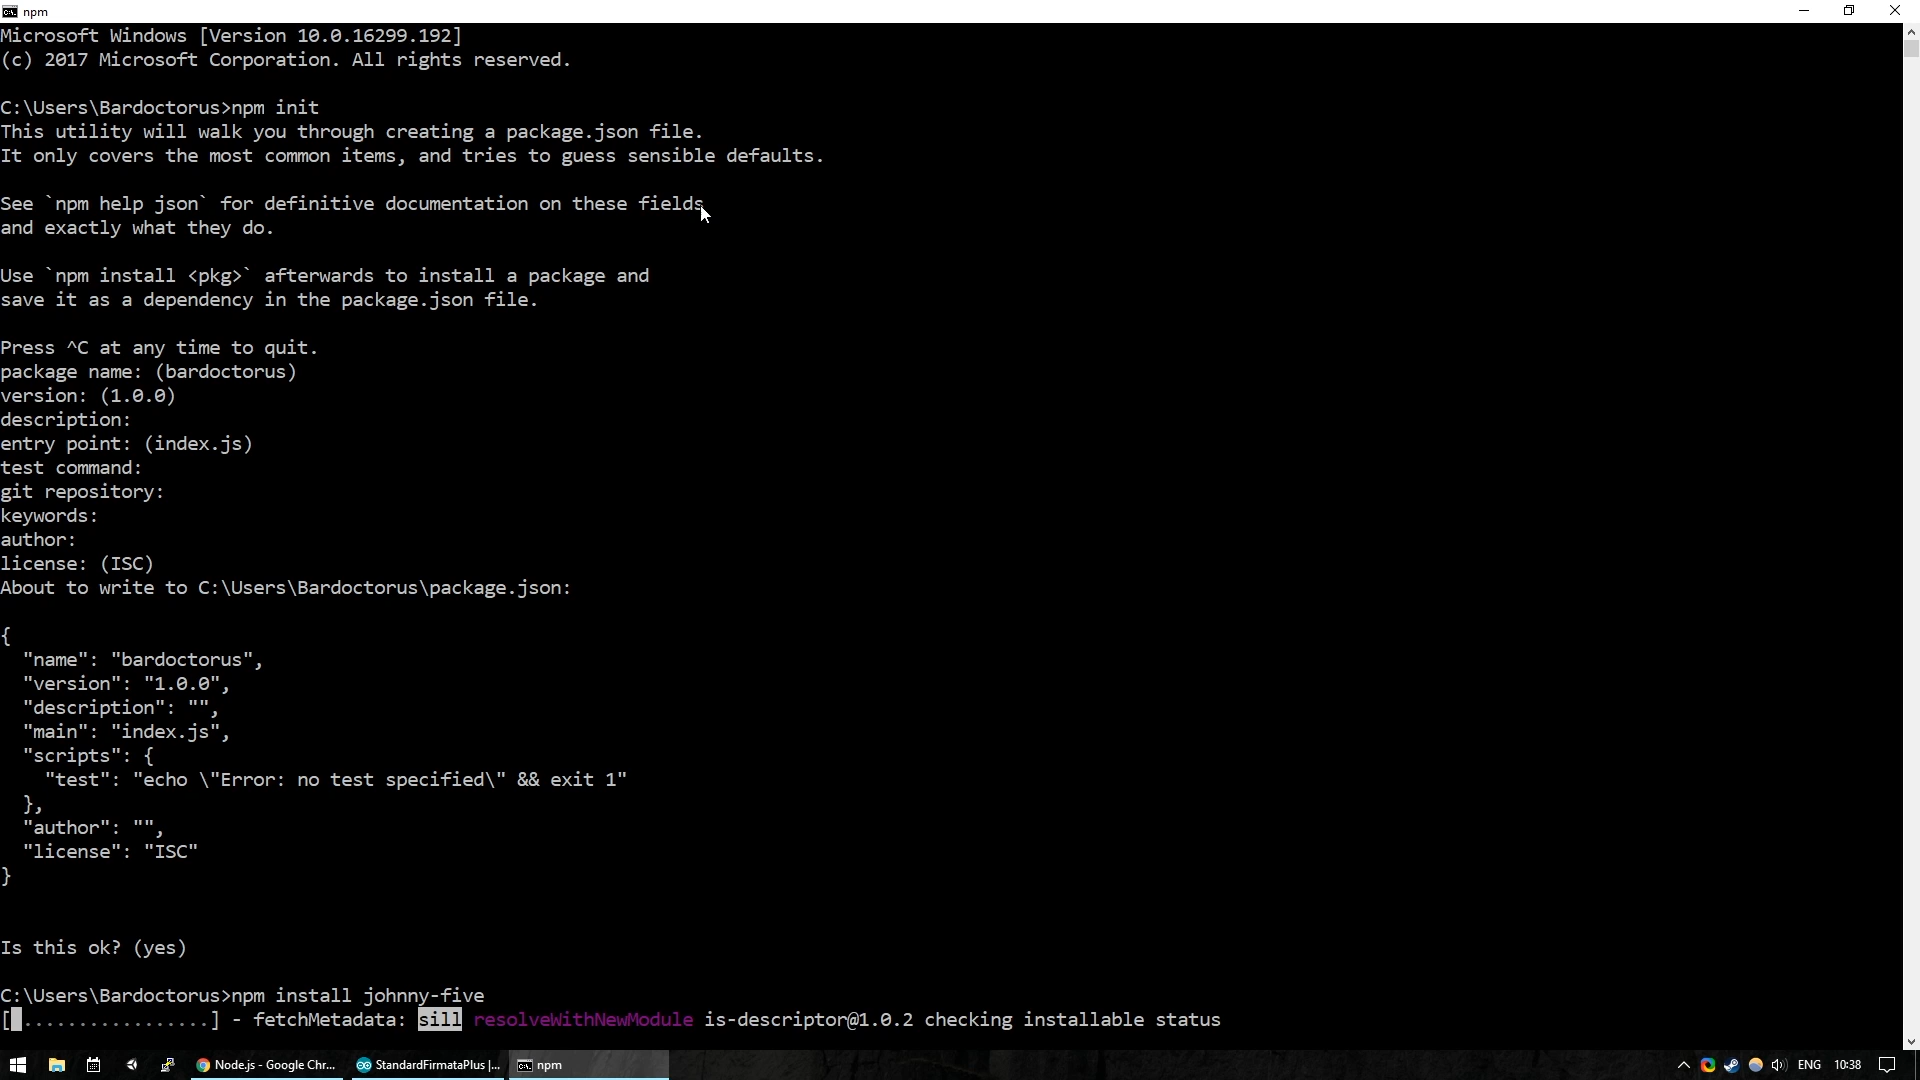 npm
Microsoft Windows [Version 10.0.16299.192]
(c) 2017 Microsoft Corporation. All rights reserved.
C:\Users\Bardoctorus>npm init
This utility will walk you through creating a package.json file.
It only covers the most common items, and tries to guess sensible defaults.
See `npm help json` for definitive documentation on these fields
and exactly what they do.
Use `npm install <pkg>` afterwards to install a package and
save it as a dependency in the package.json file.
Press ^C at any time to quit.
package name: (bardoctorus)
version: (1.0.0)
description:
entry point: (index.js)
test command:
git repository:
keywords:
author:
license: (ISC)
About to write to C:\Users\Bardoctorus\package.json:
{
  "name": "bardoctorus",
  "version": "1.0.0",
  "description": "",
  "main": "index.js",
  "scripts": {
    "test": "echo \"Error: no test specified\" && exit 1"
  },
  "author": "",
  "license": "ISC"
}
Is this ok? (yes)
C:\Users\Bardoctorus>npm install johnny-five
[ .................] - fetchMetadata: sill resolveWithNewModule is-descriptor@1.0.2 checking installable status
Node.js - Google Chr... StandardFirmataPlus |... npm ENG 10:38